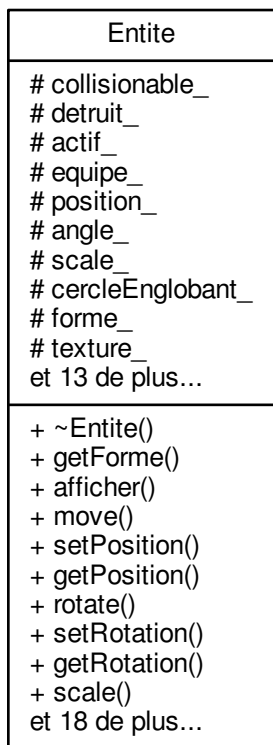 Entite
# collisionable_
# detruit_
# actif_
# equipe_
# position_
# angle_
# scale_
# cercleEnglobant_
# forme_
# texture_
et 13 de plus...
+ ~Entite()
+ getForme()
+ afficher()
+ move()
+ setPosition()
+ getPosition()
+ rotate()
+ setRotation()
+ getRotation()
+ scale()
et 18 de plus...